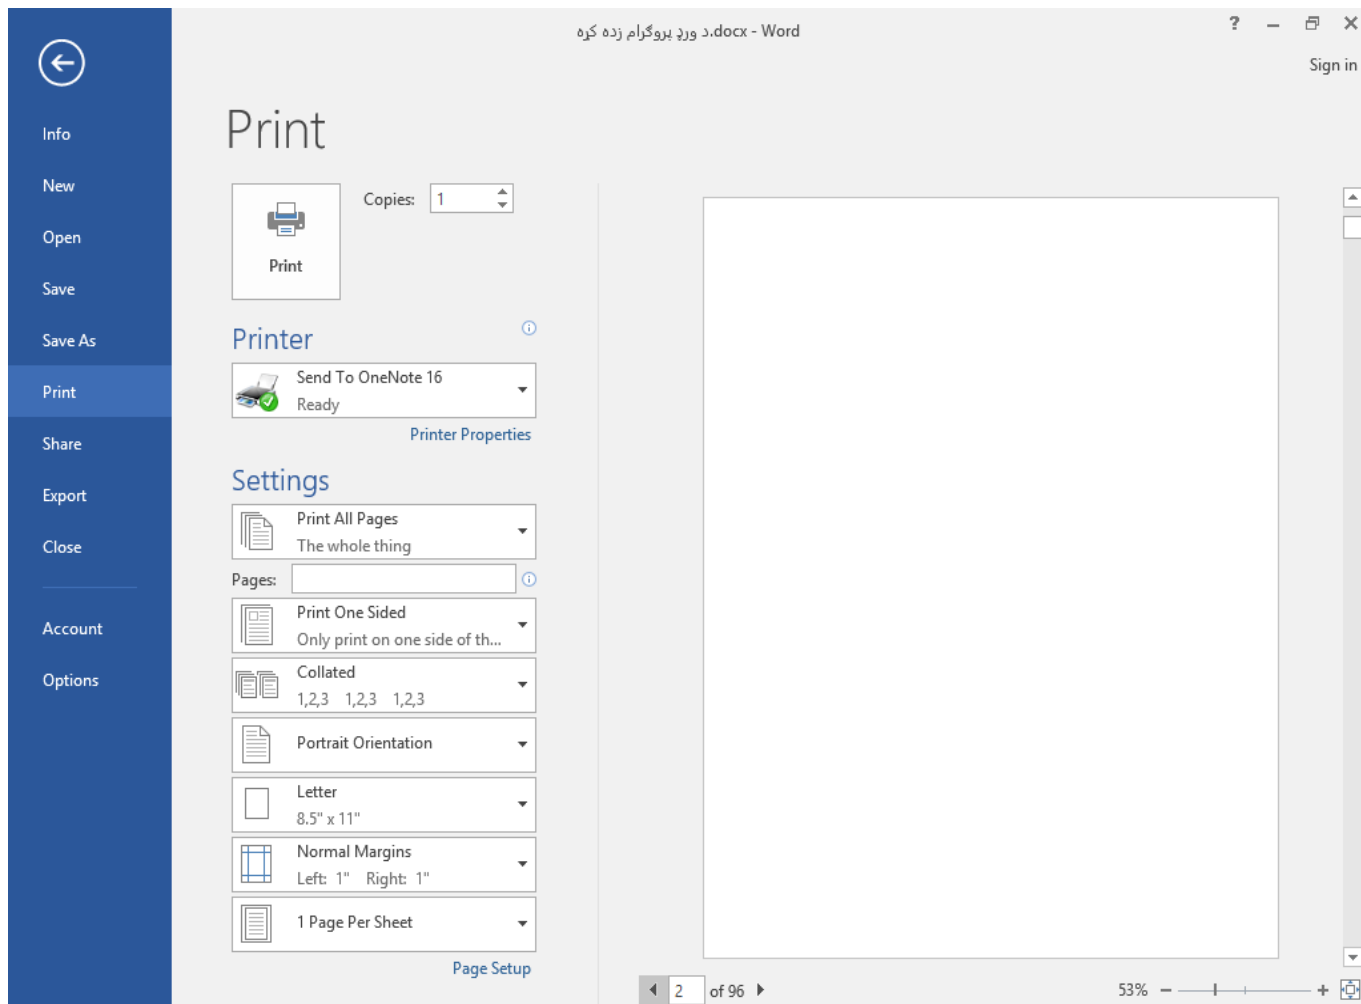 د ورډ پروګرام زده کړه.docx - Word
?
Sign in
Info
New
Open
Save
Save As
Print
Share
Export
Close
Account
Options
Print
Print
Copies: 1
Printer
Send To OneNote 16
Ready
Printer Properties
Settings
Print All Pages
The whole thing
Pages:
Print One Sided
Only print on one side of th...
Collated
1,2,3 1,2,3 1,2,3
Portrait Orientation
Letter
8.5" x 11"
Normal Margins
Left: 1" Right: 1"
1 Page Per Sheet
Page Setup
2 of 96
53%